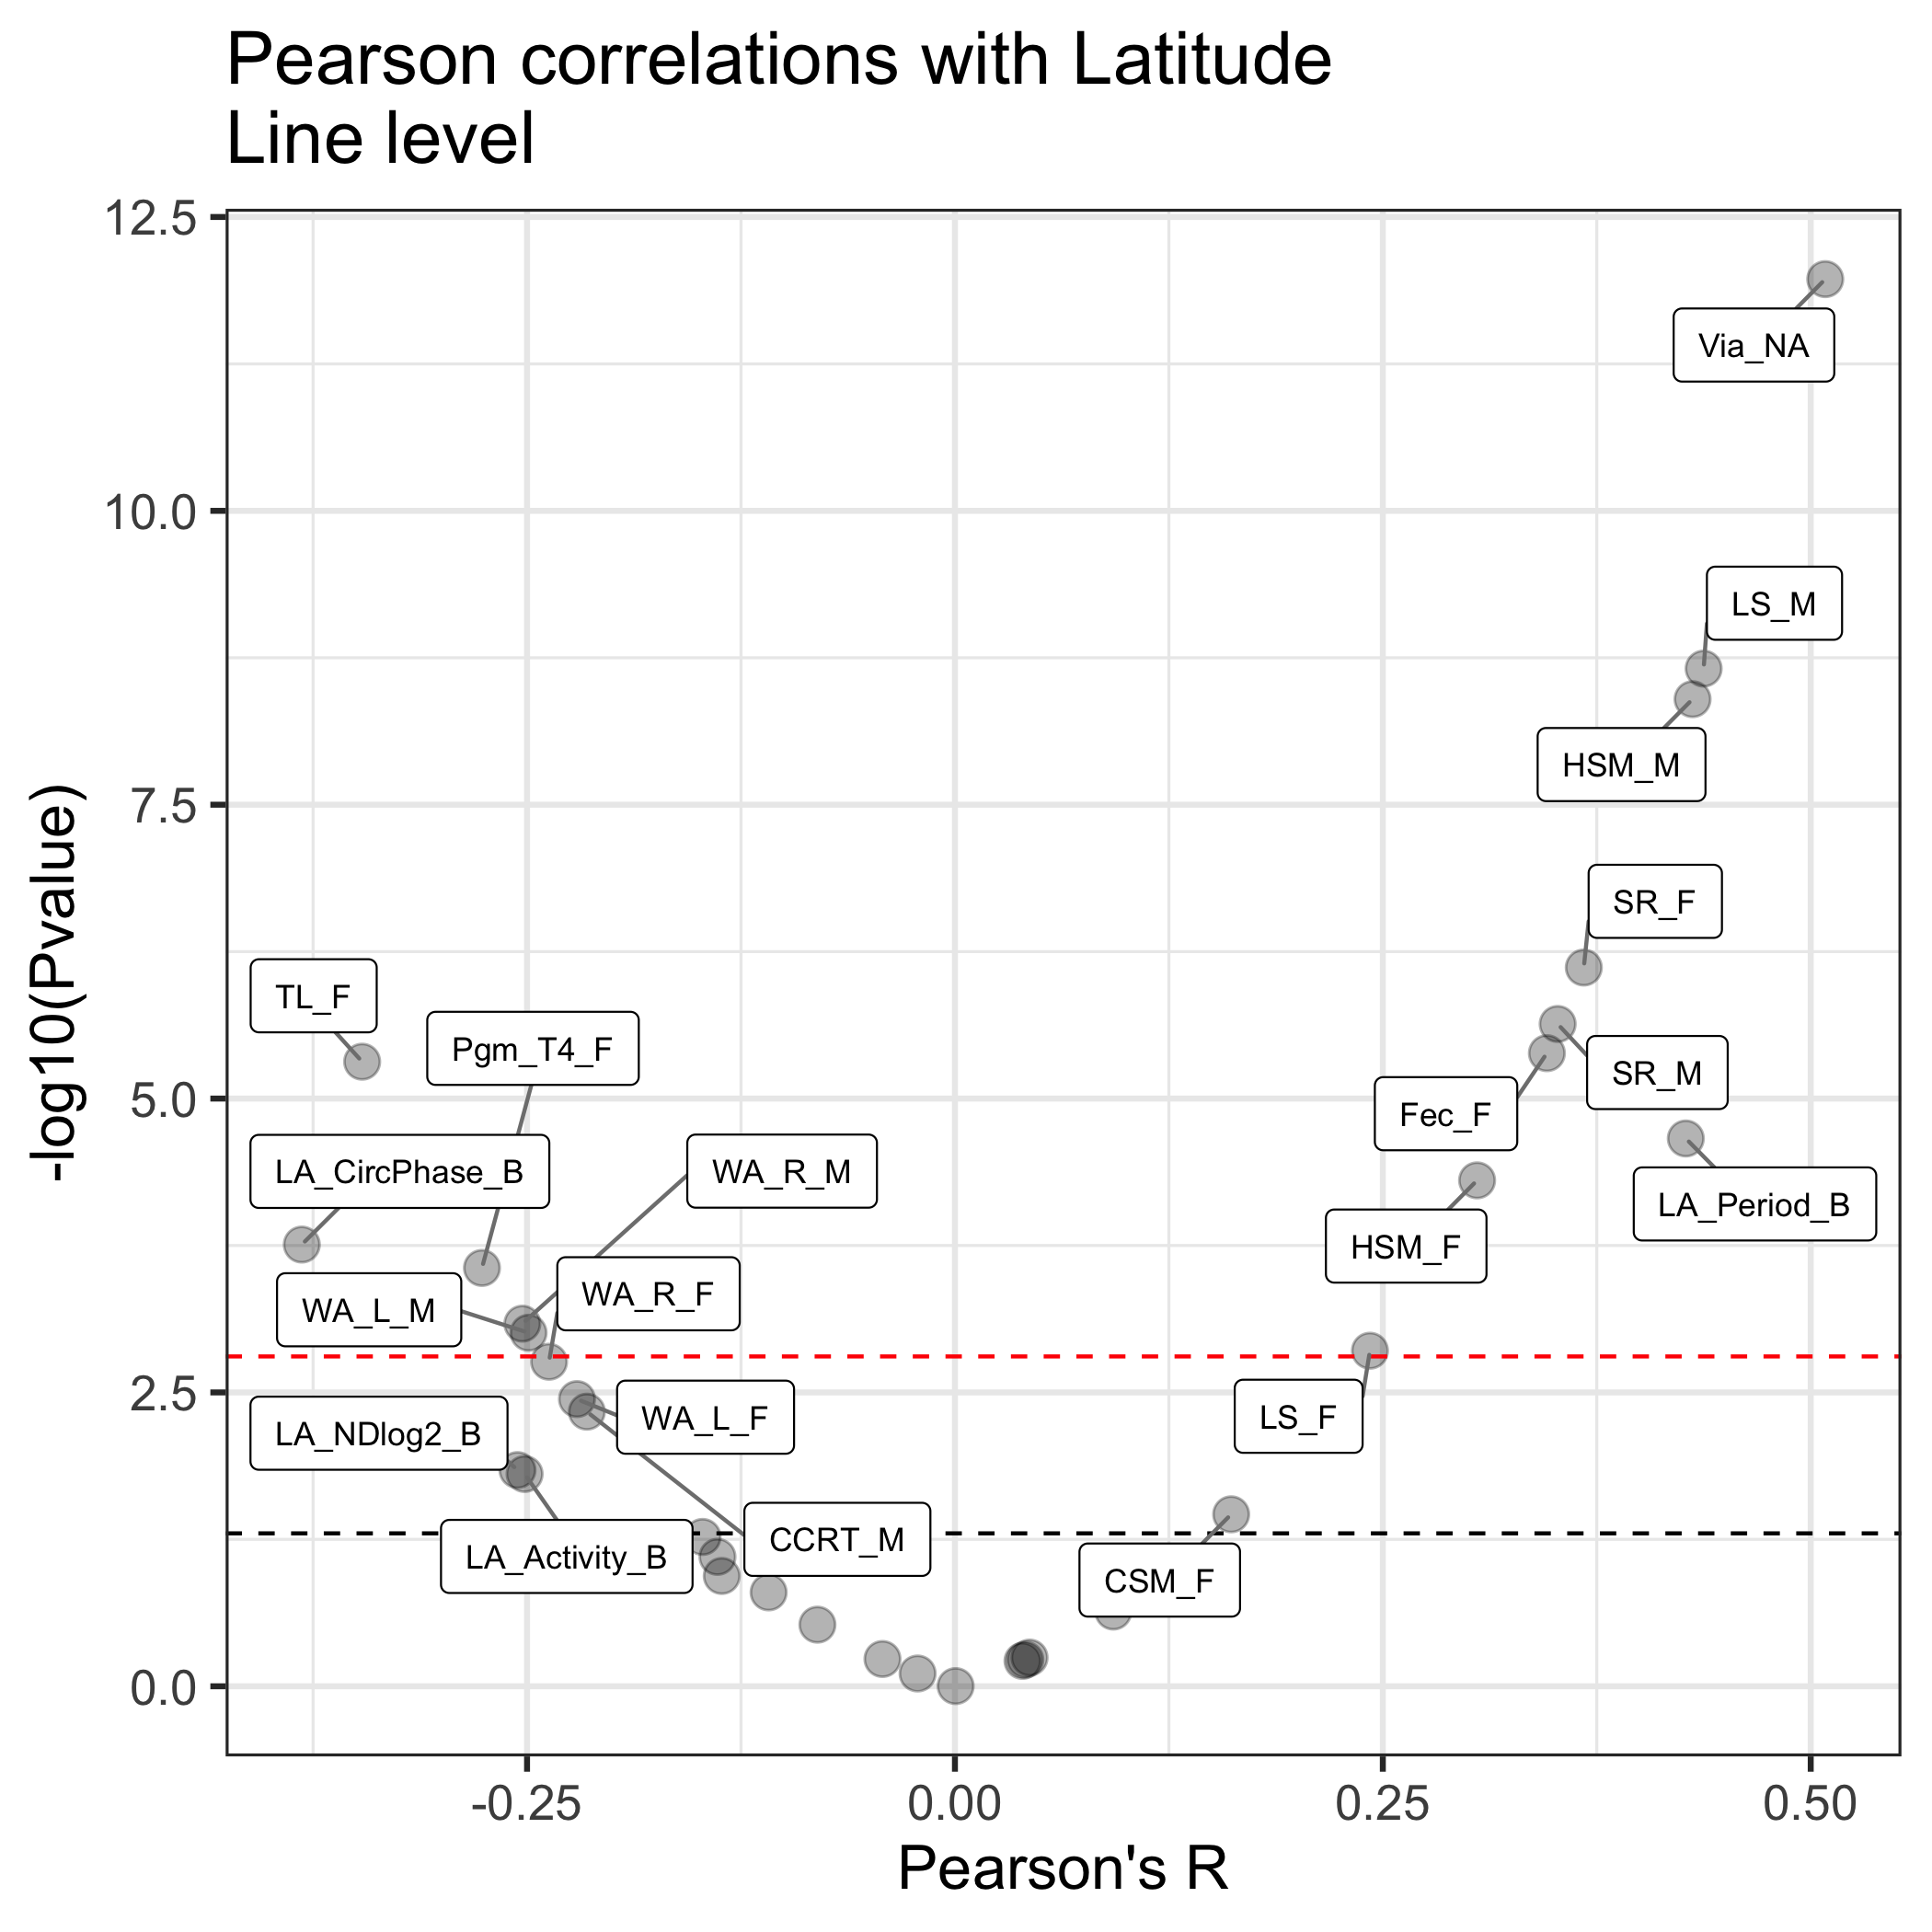 Pearson correlations with Latitude
Line level
-log10(Pvalue)
12.5
10.0
7.5
5.0
2.5
0.0
Via_NA
LS_M
HSM_M
SR_F
TL_F
Pgm_T4_F
SR_M
Fec_F
LA_CircPhase_B
WA_R_M
LA_Period_B
HSM_F
WA_R_F
WA_L_M
LA_NDlog2_B
WA_L_F
LS_F
LA_Activity_B
CCRT_M
CSM_F
-0.25
0.00
0.25
0.50
Pearson's R